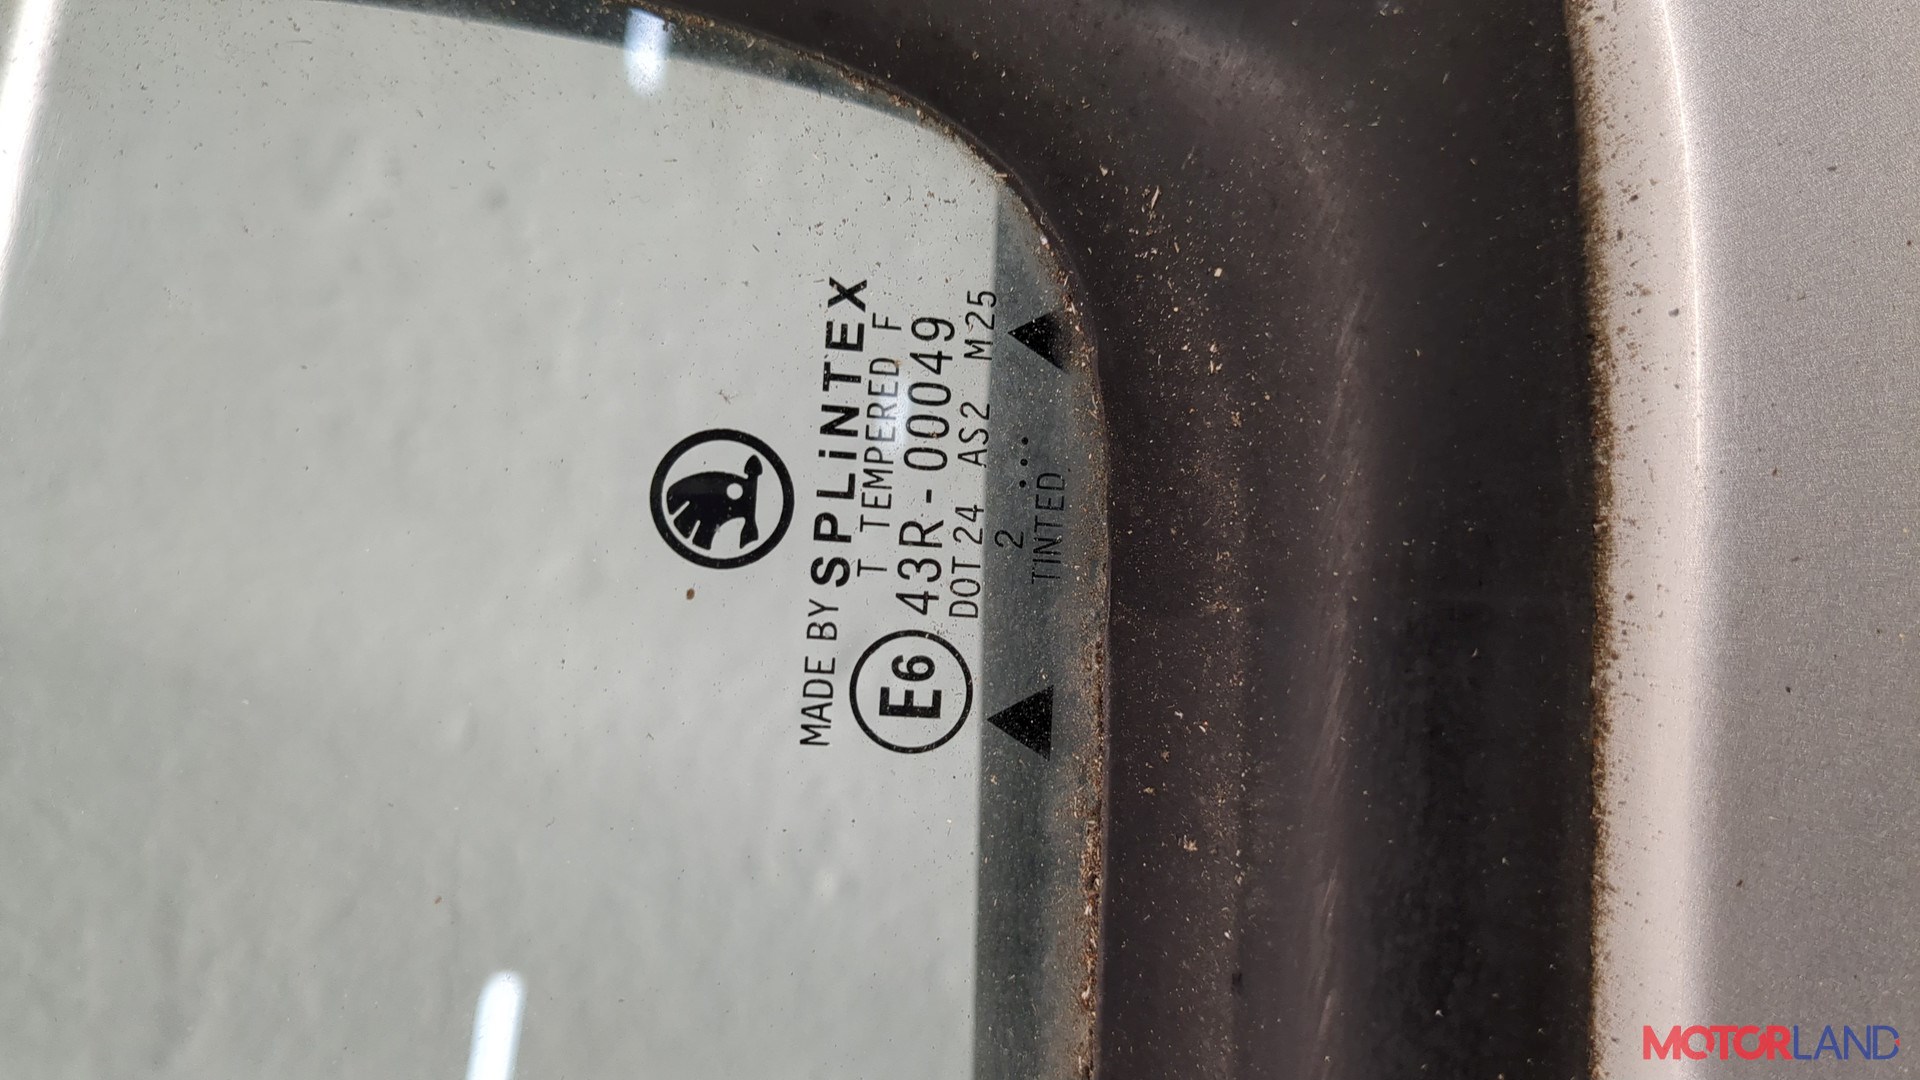 MADE BY SPLiNTEX
T TEMPERED F
E6 43R-00049
DOT 24 AS2 M25
2 ....
TINTED
MOTORLAND